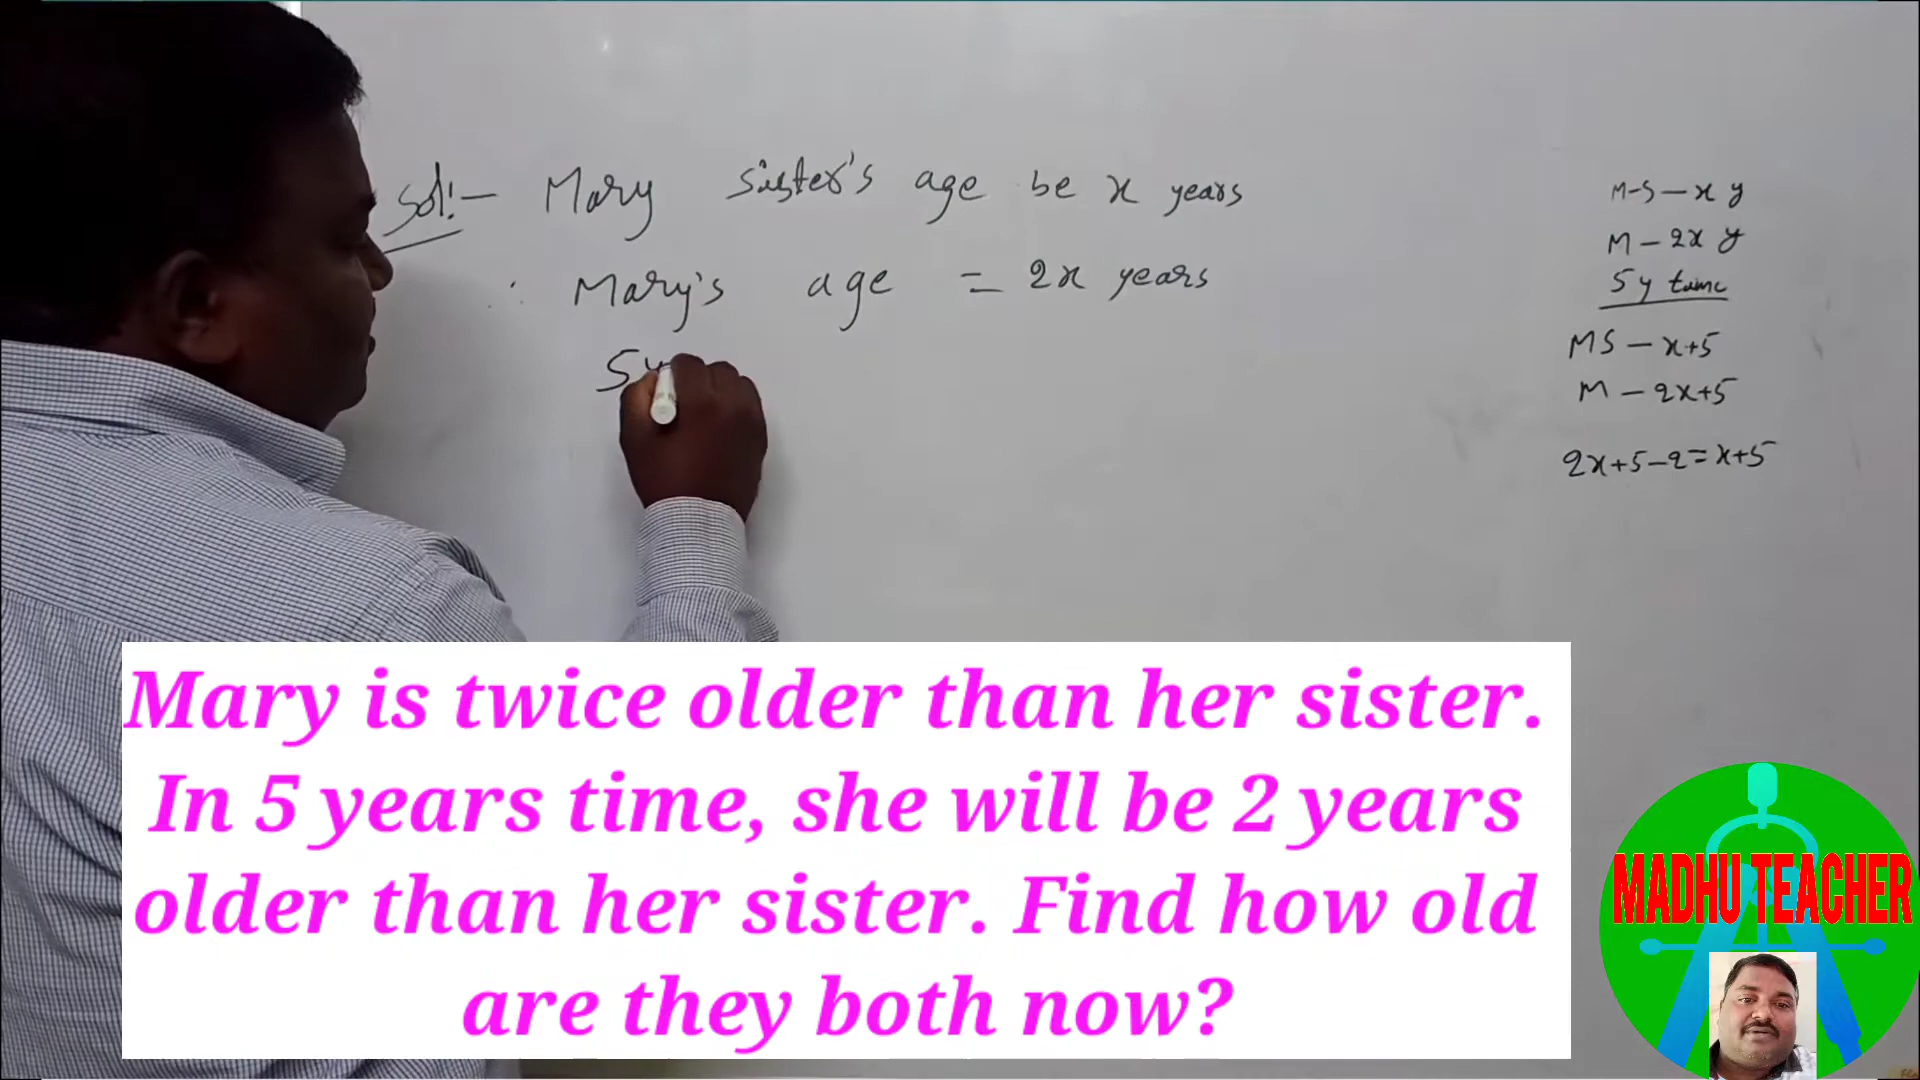 Sol:- Mary sister's age be x years
∴ Mary's age = 2x years
5y
M-S - x y
M - 2x y
5 y time
MS - x+5
M - 2x+5
2x+5-2=x+5
Mary is twice older than her sister.
In 5 years time, she will be 2 years
older than her sister. Find how old
are they both now?
MADHU TEACHER